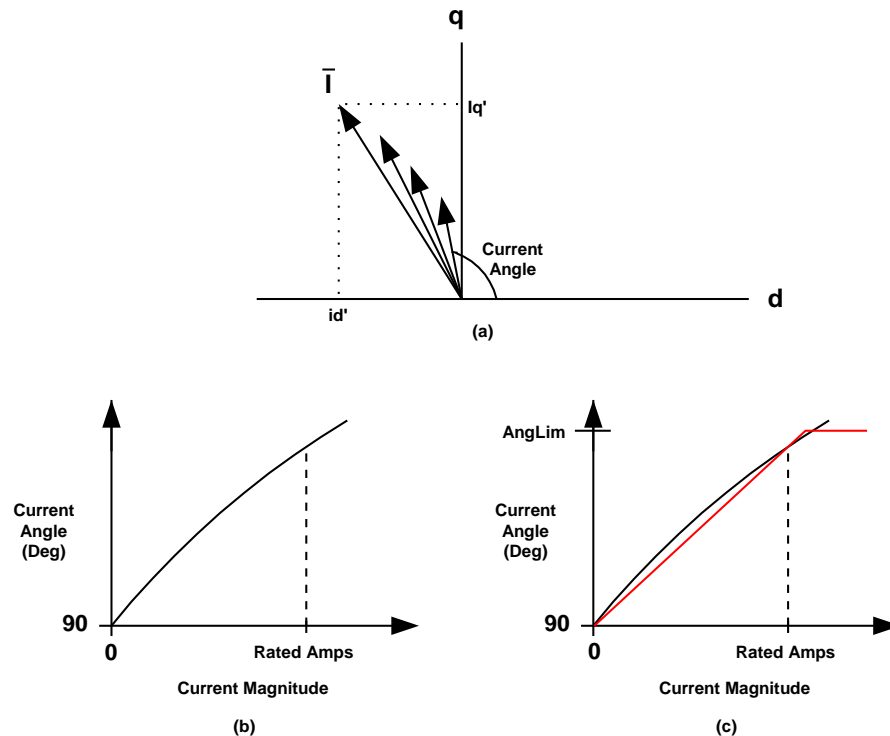 q
I
Iq'
Current
Angle
id'
d
(a)
Current
Angle
(Deg)
90
0
Rated Amps
Current Magnitude
(b)
AngLim
Current
Angle
(Deg)
90
0
Rated Amps
Current Magnitude
(c)